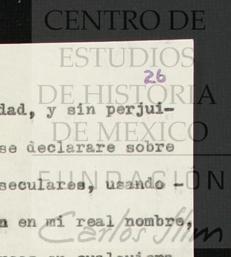 CENTRO DE
ESTUDIOS
26
DE HISTORIA
dad, y sin perjui-
DE MEXICO
se declarare sobre
seculares, usando -
FUNDACIÓN
n en mi real nombre,
Carlos Slim